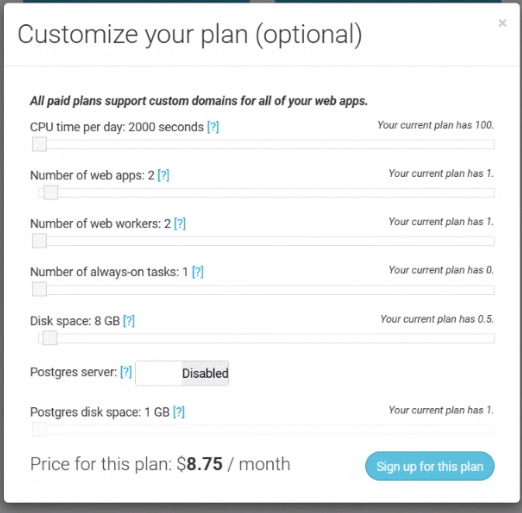 Customize your plan (optional)
×
All paid plans support custom domains for all of your web apps.
CPU time per day: 2000 seconds [?] Your current plan has 100.
Number of web apps: 2 [?] Your current plan has 1.
Number of web workers: 2 [?] Your current plan has 1.
Number of always-on tasks: 1 [?] Your current plan has 0.
Disk space: 8 GB [?] Your current plan has 0.5.
Postgres server: [?] Disabled
Postgres disk space: 1 GB [?] Your current plan has 1.
Price for this plan: $8.75 / month Sign up for this plan